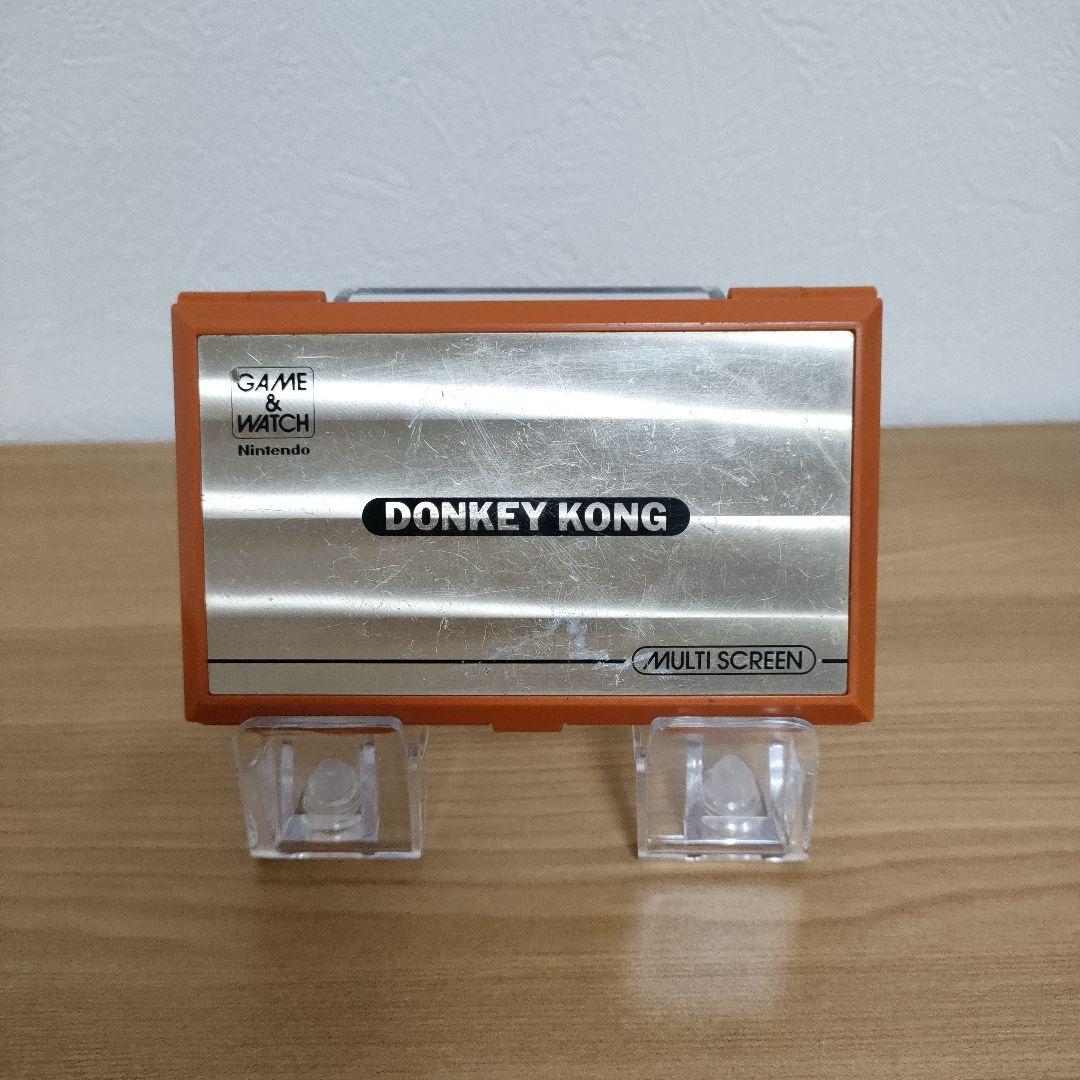 GAME
&
WATCH
Nintendo
DONKEY KONG
MULTI SCREEN